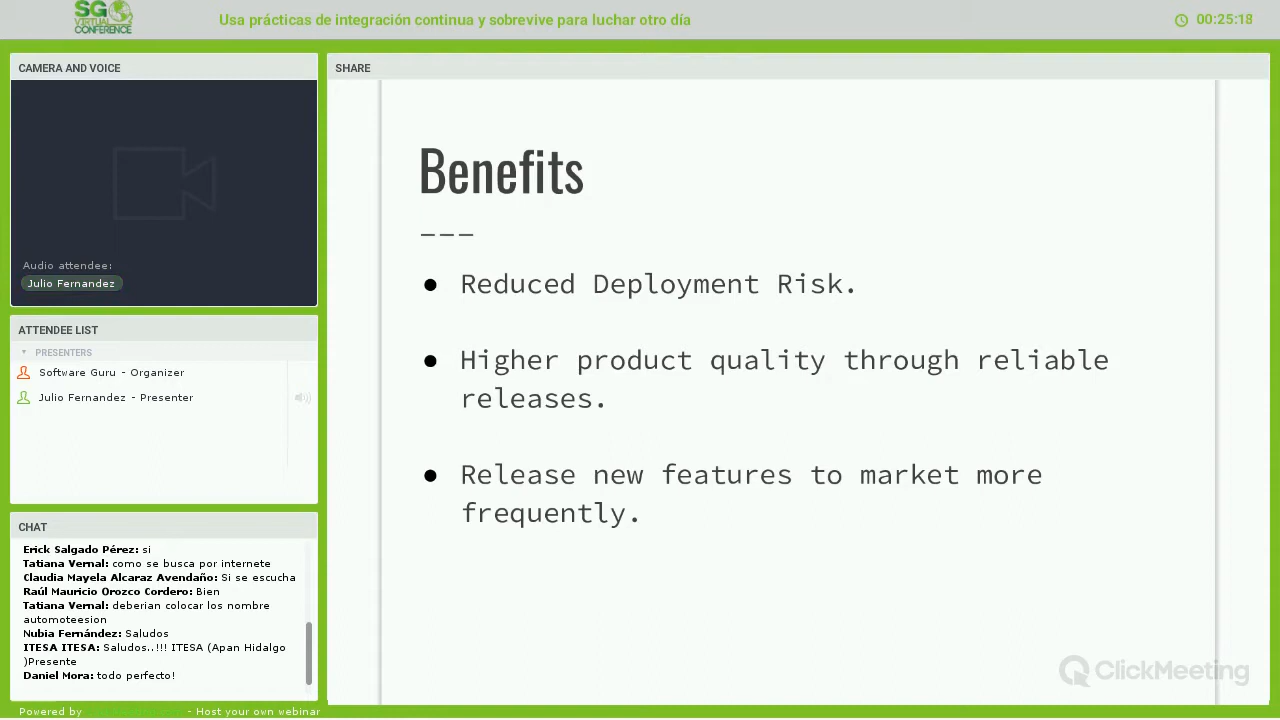 SG
VIRTUAL
CONFERENCE
Usa prácticas de integración continua y sobrevive para luchar otro día
00:25:18
CAMERA AND VOICE
Audio attendee:
Julio Fernandez
ATTENDEE LIST
PRESENTERS
Software Guru - Organizer
Julio Fernandez - Presenter
CHAT
Erick Salgado Pérez: si
Tatiana Vernal: como se busca por internete
Claudia Mayela Alcaraz Avendaño: Si se escucha
Raúl Mauricio Orozco Cordero: Bien
Tatiana Vernal: deberian colocar los nombre
automoteesion
Nubia Fernández: Saludos
ITESA ITESA: Saludos..!!! ITESA (Apan Hidalgo
)Presente
Daniel Mora: todo perfecto!
Powered by - Host your own webinar
SHARE
Benefits
———
● Reduced Deployment Risk.
● Higher product quality through reliable
releases.
● Release new features to market more
frequently.
ClickMeeting